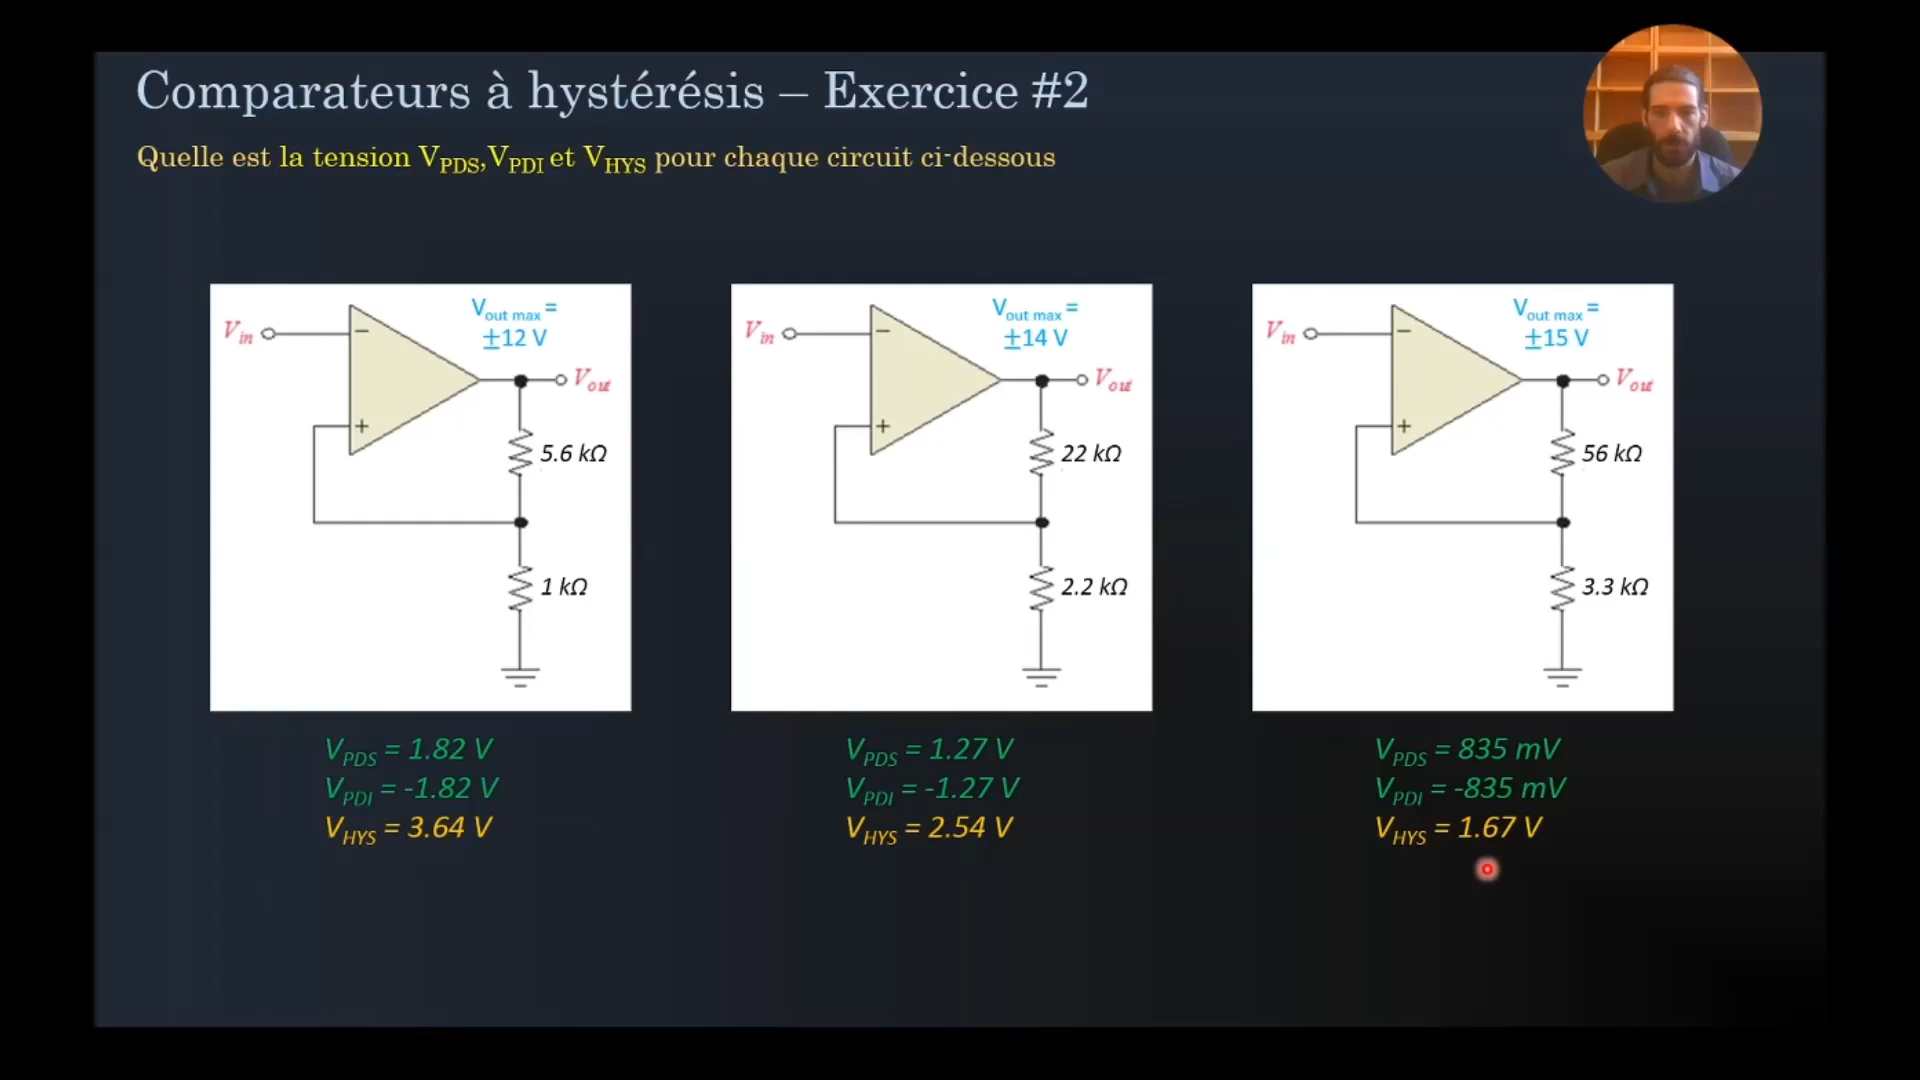 Comparateurs à hystérésis – Exercice #2
Quelle est la tension VPDS,VPDI et VHYS pour chaque circuit ci-dessous
Vout max =
±12 V
Vin
−
Vout
+
5.6 kΩ
1 kΩ
VPDS = 1.82 V
VPDI = -1.82 V
VHYS = 3.64 V
Vout max =
±14 V
Vin
−
Vout
+
22 kΩ
2.2 kΩ
VPDS = 1.27 V
VPDI = -1.27 V
VHYS = 2.54 V
Vout max =
±15 V
Vin
−
Vout
+
56 kΩ
3.3 kΩ
VPDS = 835 mV
VPDI = -835 mV
VHYS = 1.67 V